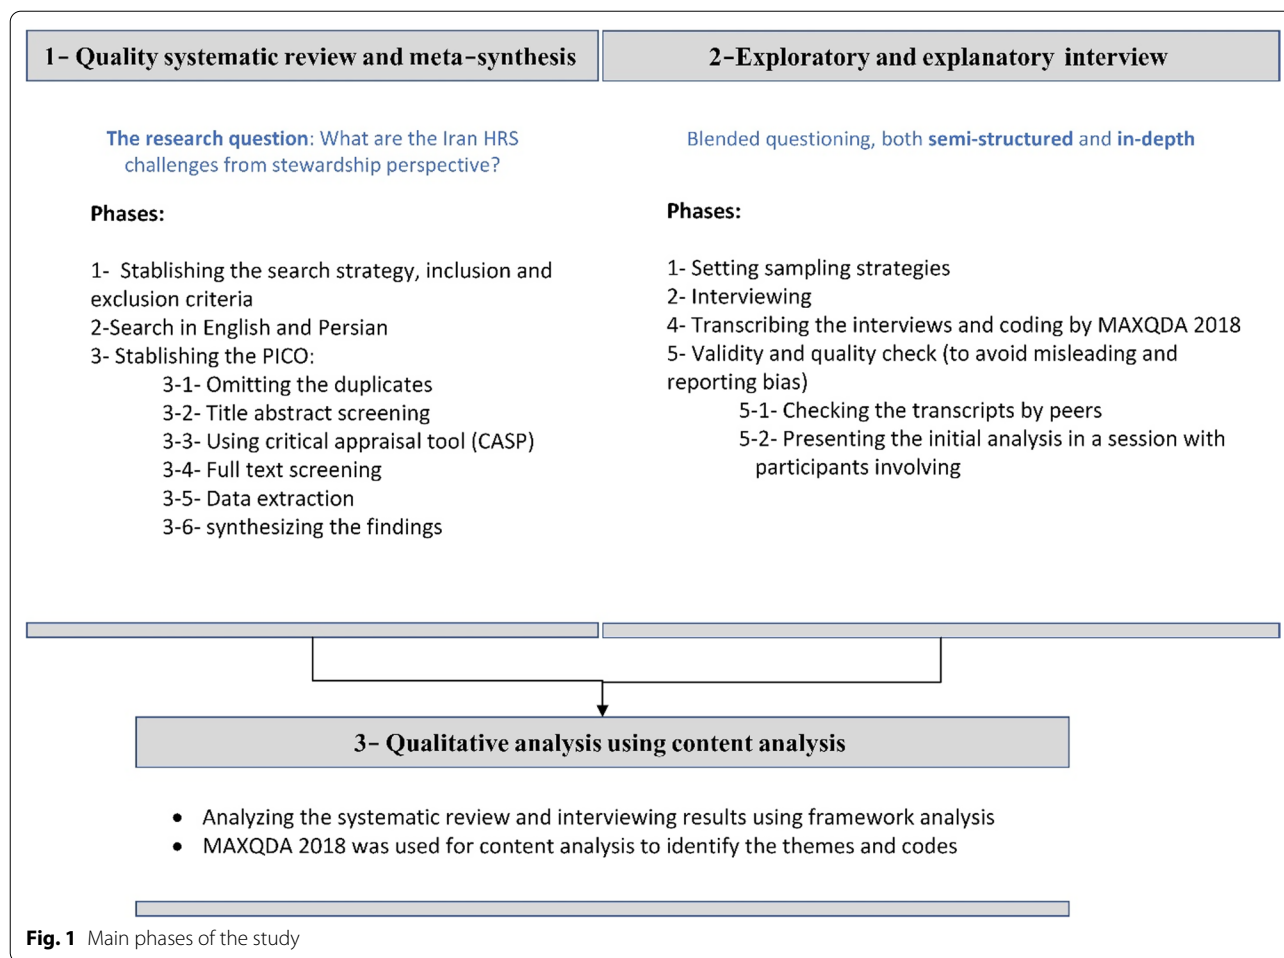 1- Quality systematic review and meta-synthesis
The research question: What are the Iran HRS
challenges from stewardship perspective?
Phases:
1- Stablishing the search strategy, inclusion and
exclusion criteria
2-Search in English and Persian
3- Stablishing the PICO:
3-1- Omitting the duplicates
3-2- Title abstract screening
3-3- Using critical appraisal tool (CASP)
3-4- Full text screening
3-5- Data extraction
3-6- synthesizing the findings
2-Exploratory and explanatory interview
Blended questioning, both semi-structured and in-depth
Phases:
1- Setting sampling strategies
2- Interviewing
4- Transcribing the interviews and coding by MAXQDA 2018
5- Validity and quality check (to avoid misleading and
reporting bias)
5-1- Checking the transcripts by peers
5-2- Presenting the initial analysis in a session with
participants involving
3- Qualitative analysis using content analysis
• Analyzing the systematic review and interviewing results using framework analysis
• MAXQDA 2018 was used for content analysis to identify the themes and codes
Fig. 1 Main phases of the study